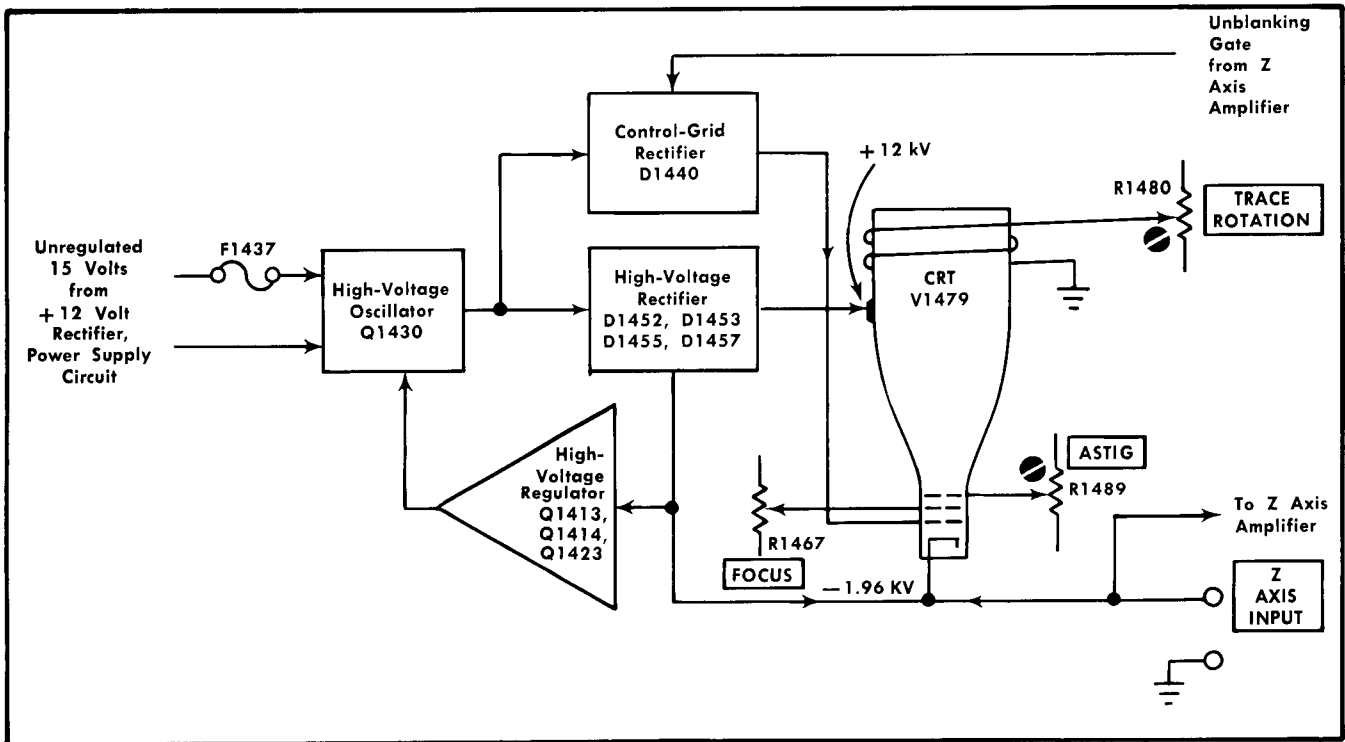 Unblanking
Gate
from Z
Axis
Amplifier
Control-Grid
Rectifier
D1440
+12 kV
R1480
TRACE
ROTATION
Unregulated
15 Volts
from
+12 Volt
Rectifier,
Power Supply
Circuit
F1437
High-Voltage
Oscillator
Q1430
High-Voltage
Rectifier
D1452, D1453
D1455, D1457
CRT
V1479
High-
Voltage
Regulator
Q1413,
Q1414,
Q1423
ASTIG
R1489
R1467
FOCUS
To Z Axis
Amplifier
−1.96 KV
Z
AXIS
INPUT